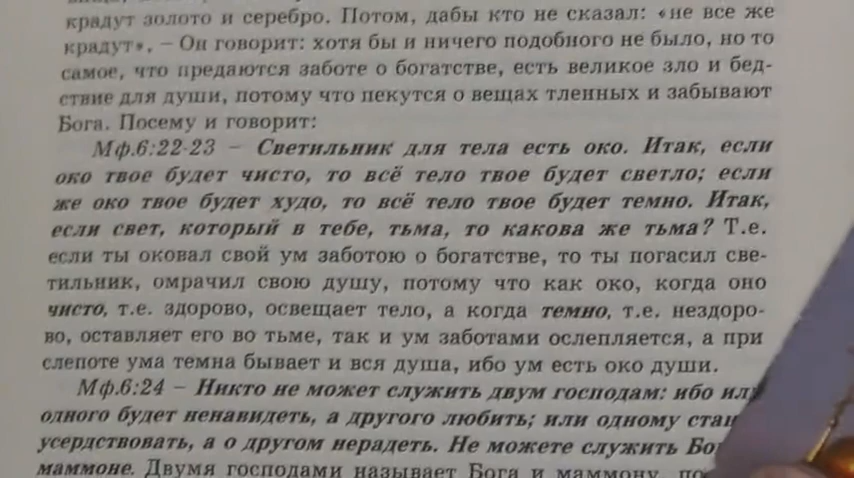 крадут золото и серебро. Потом, дабы кто не сказал: «не все же
крадут», – Он говорит: хотя бы и ничего подобного не было, но то
самое, что предаются заботе о богатстве, есть великое зло и бед-
ствие для души, потому что пекутся о вещах тленных и забывают
Бога. Посему и говорит:
Мф.6:22-23 – Светильник для тела есть око. Итак, если
око твое будет чисто, то всё тело твое будет светло; если
же око твое будет худо, то всё тело твое будет темно. Итак,
если свет, который в тебе, тьма, то какова же тьма? Т.е.
если ты оковал свой ум заботою о богатстве, то ты погасил све-
тильник, омрачил свою душу, потому что как око, когда оно
чисто, т.е. здорово, освещает тело, а когда темно, т.е. нездоро-
во, оставляет его во тьме, так и ум заботами ослепляется, а при
слепоте ума темна бывает и вся душа, ибо ум есть око души.
Мф.6:24 – Никто не может служить двум господам: ибо или
одного будет ненавидеть, а другого любить; или одному
усердствовать, а о другом нерадеть. Не можете служить
маммоне. Двумя господами называет Бога и маммону,